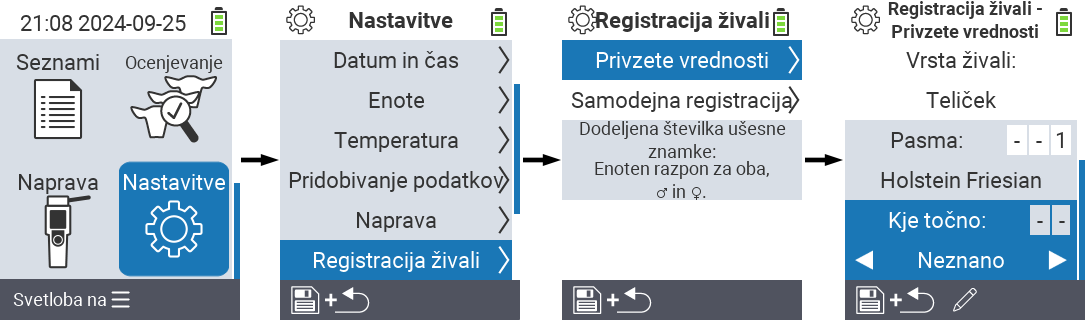 21:08 2024-09-25
Seznami
Ocenjevanje
Naprava
Nastavitve
Svetloba na
Nastavitve
Datum in čas
Enote
Temperatura
Pridobivanje podatkov
Naprava
Registracija živali
+
Registracija živali
Privzete vrednosti
Samodejna registracija
Dodeljena številka ušesne
znamke:
Enoten razpon za oba,
♂ in ♀.
+
Registracija živali -
Privzete vrednosti
Vrsta živali:
Teliček
Pasma: - - 1
Holstein Friesian
Kje točno: - -
Neznano
+